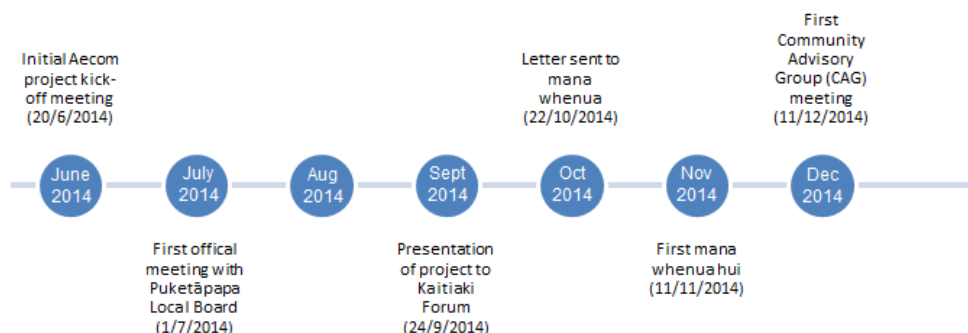 Initial Aecom
project kick-
off meeting
(20/6/2014)
Letter sent to
mana
whenua
(22/10/2014)
First
Community
Advisory
Group (CAG)
meeting
(11/12/2014)
June
2014
July
2014
Aug
2014
Sept
2014
Oct
2014
Nov
2014
Dec
2014
First offical
meeting with
Puketāpapa
Local Board
(1/7/2014)
Presentation
of project to
Kaitiaki
Forum
(24/9/2014)
First mana
whenua hui
(11/11/2014)